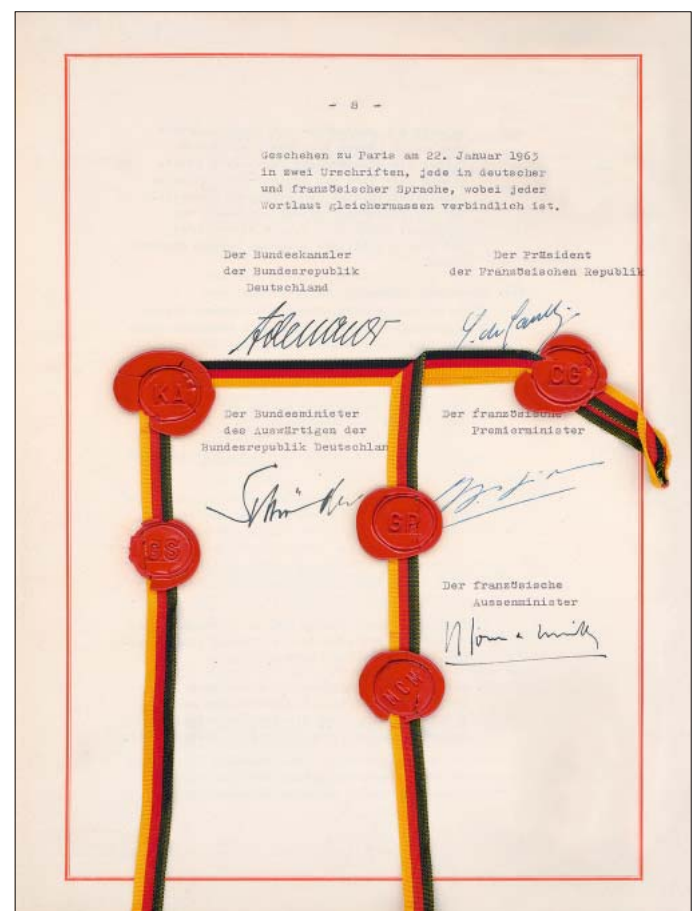 - 8 -
Geschehen zu Paris am 22. Januar 1963
in zwei Urschriften, jede in deutscher
und französischer Sprache, wobei jeder
Wortlaut gleichermassen verbindlich ist.
Der Bundeskanzler
der Bundesrepublik
Deutschland
Der Präsident
der Französischen Republik
Adenauer
KA
CG
Der Bundesminister
des Auswärtigen der
Bundesrepublik Deutschlan
Der französische
Premierminister
Schröder
GS
GP
Der französische
Aussenminister
MCM